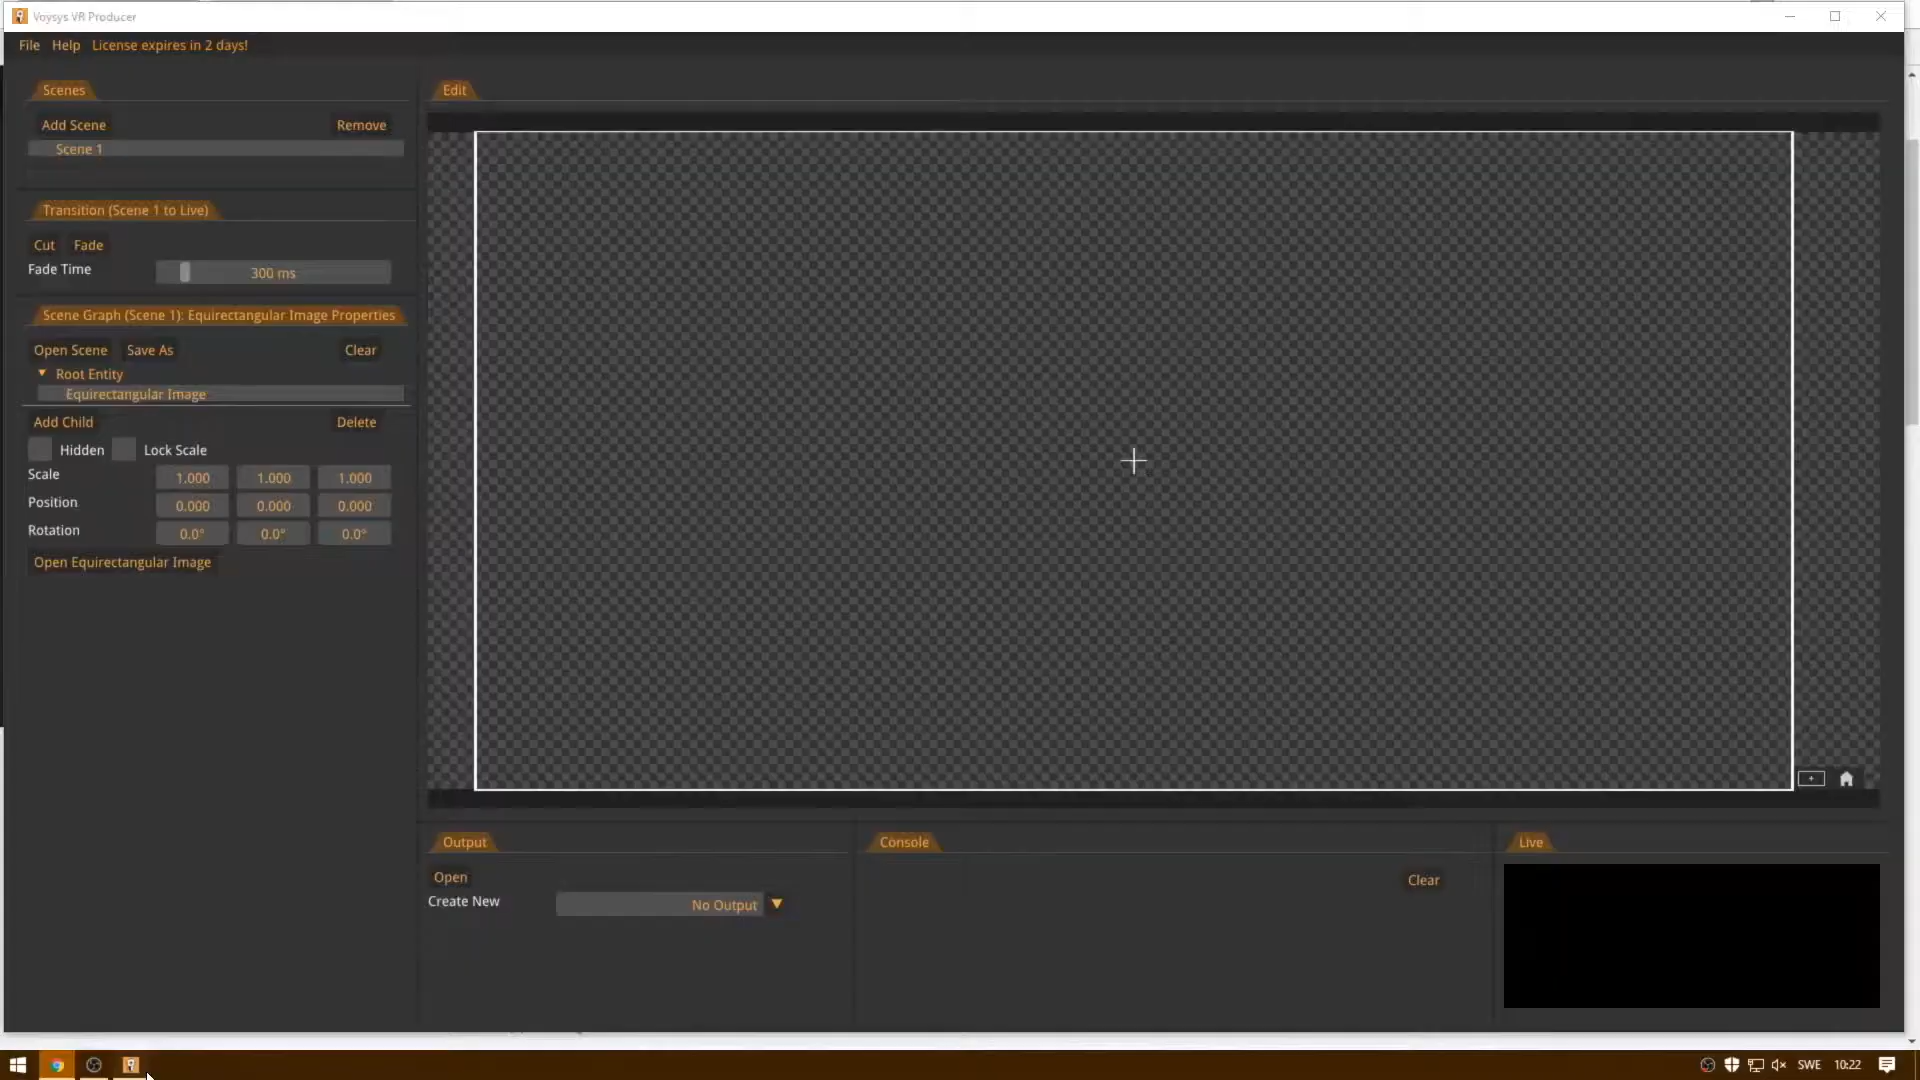 Voysys VR Producer
File Help License expires in 2 days!
Scenes
Add Scene Remove
Scene 1
Transition (Scene 1 to Live)
Cut Fade
Fade Time 300 ms
Scene Graph (Scene 1): Equirectangular Image Properties
Open Scene Save As Clear
Root Entity
Equirectangular Image
Add Child Delete
Hidden Lock Scale
Scale 1.000 1.000 1.000
Position 0.000 0.000 0.000
Rotation 0.0° 0.0° 0.0°
Open Equirectangular Image
Edit
Output
Open
Create New No Output
Console
Clear
Live
SWE 10:22